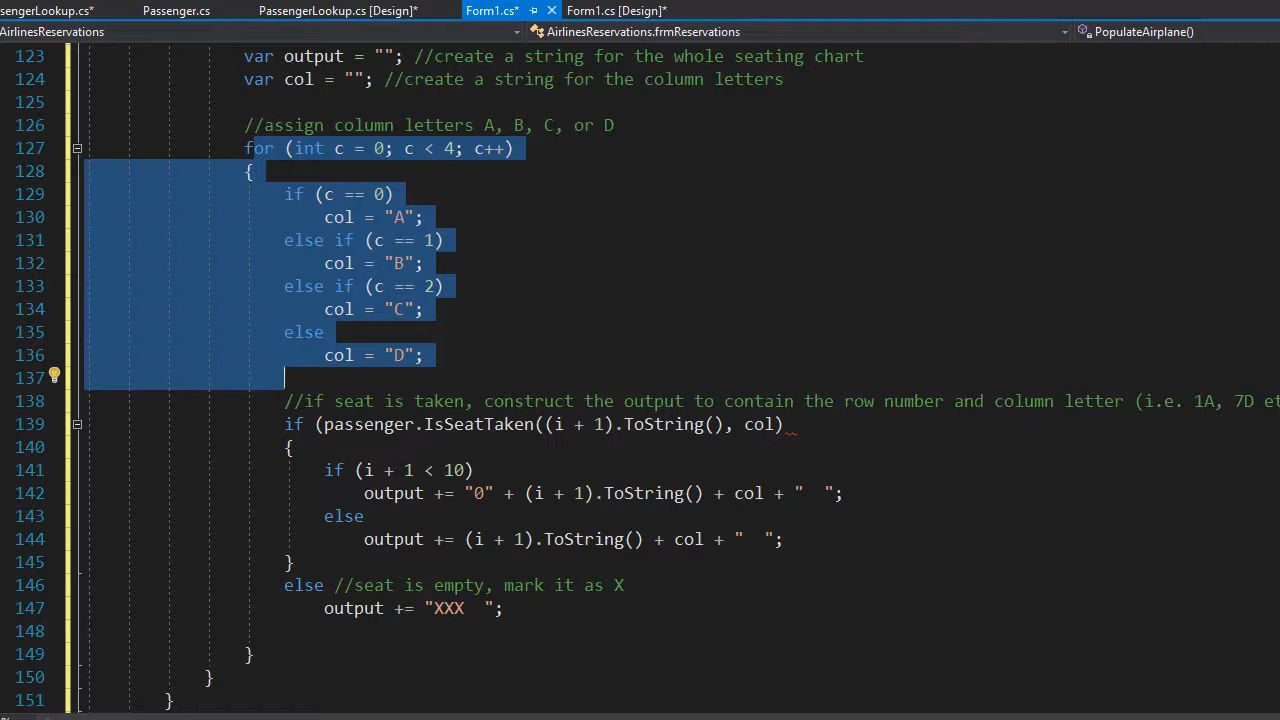 sengerLookup.cs* Passenger.cs PassengerLookup.cs [Design]* Form1.cs* Form1.cs [Design]*
AirlinesReservations AirlinesReservations.frmReservations PopulateAirplane()
123 var output = ""; //create a string for the whole seating chart
124 var col = ""; //create a string for the column letters
125
126 //assign column letters A, B, C, or D
127 for (int c = 0; c < 4; c++)
128 {
129 if (c == 0)
130 col = "A";
131 else if (c == 1)
132 col = "B";
133 else if (c == 2)
134 col = "C";
135 else
136 col = "D";
137
138 //if seat is taken, construct the output to contain the row number and column letter (i.e. 1A, 7D et
139 if (passenger.IsSeatTaken((i + 1).ToString(), col)
140 {
141 if (i + 1 < 10)
142 output += "0" + (i + 1).ToString() + col + "  ";
143 else
144 output += (i + 1).ToString() + col + "  ";
145 }
146 else //seat is empty, mark it as X
147 output += "XXX  ";
148
149 }
150 }
151 }